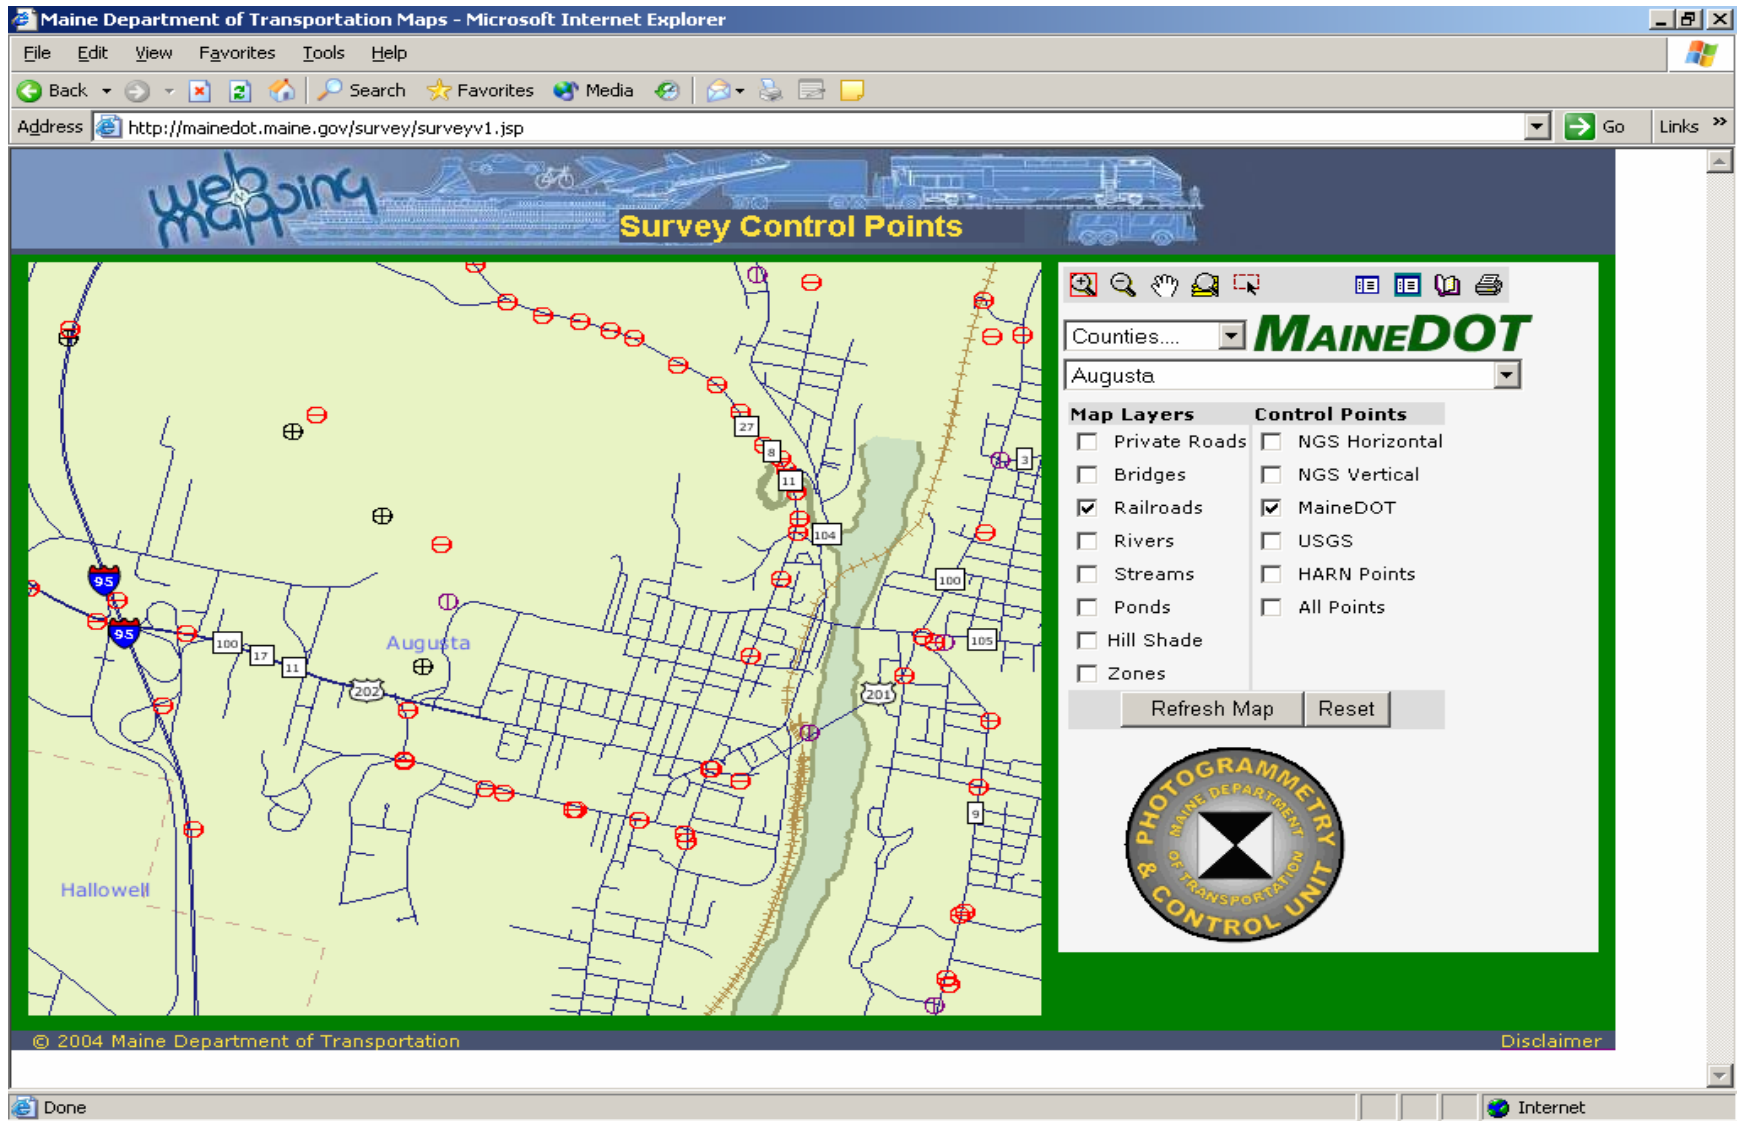 Maine Department of Transportation Maps - Microsoft Internet Explorer
File Edit View Favorites Tools Help
Back Search Favorites Media
Address http://mainedot.maine.gov/survey/surveyv1.jsp Go Links »
web mapping
Survey Control Points
Counties.... MAINEDOT
Augusta
Map Layers Control Points
Private Roads NGS Horizontal
Bridges NGS Vertical
Railroads MaineDOT
Rivers USGS
Streams HARN Points
Ponds All Points
Hill Shade
Zones
Refresh Map Reset
PHOTOGRAMMETRY & CONTROL UNIT
MAINE DEPARTMENT OF TRANSPORTATION
27
8
3
11
104
95
100
95
100
17
11
Augusta
105
202
201
9
Hallowell
© 2004 Maine Department of Transportation Disclaimer
Done Internet